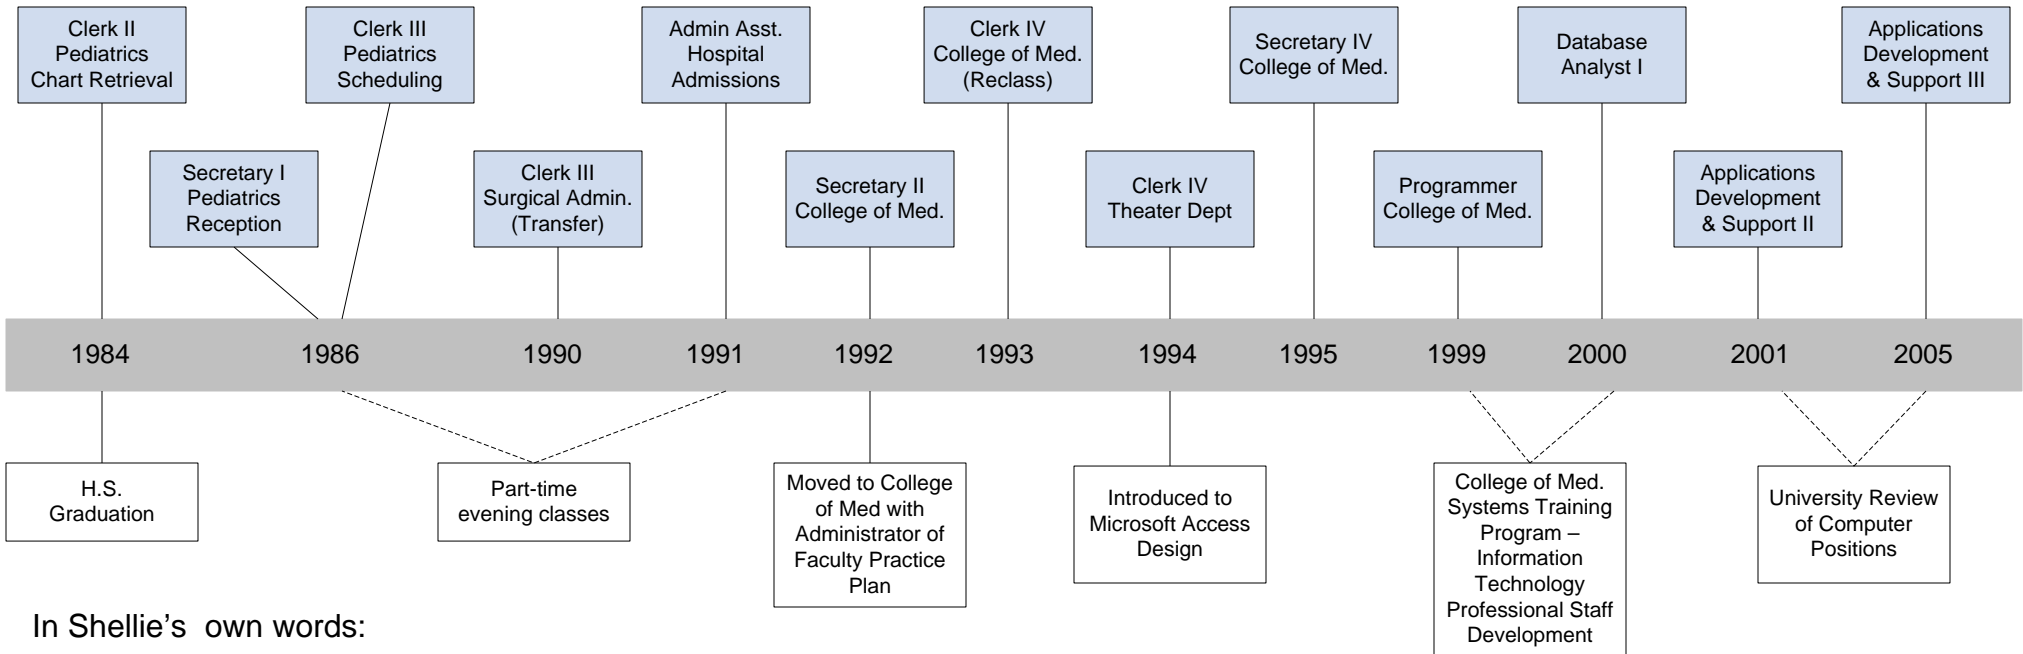 Clerk II
Pediatrics
Chart Retrieval
Clerk III
Pediatrics
Scheduling
Admin Asst.
Hospital
Admissions
Clerk IV
College of Med.
(Reclass)
Secretary IV
College of Med.
Database
Analyst I
Applications
Development
& Support III
Secretary I
Pediatrics
Reception
Clerk III
Surgical Admin.
(Transfer)
Secretary II
College of Med.
Clerk IV
Theater Dept
Programmer
College of Med.
Applications
Development
& Support II
1984 1986 1990 1991 1992 1993 1994 1995 1999 2000 2001 2005
H.S.
Graduation
Part-time
evening classes
Moved to College
of Med with
Administrator of
Faculty Practice
Plan
Introduced to
Microsoft Access
Design
College of Med.
Systems Training
Program –
Information
Technology
Professional Staff
Development
University Review
of Computer
Positions
In Shellie's  own words: